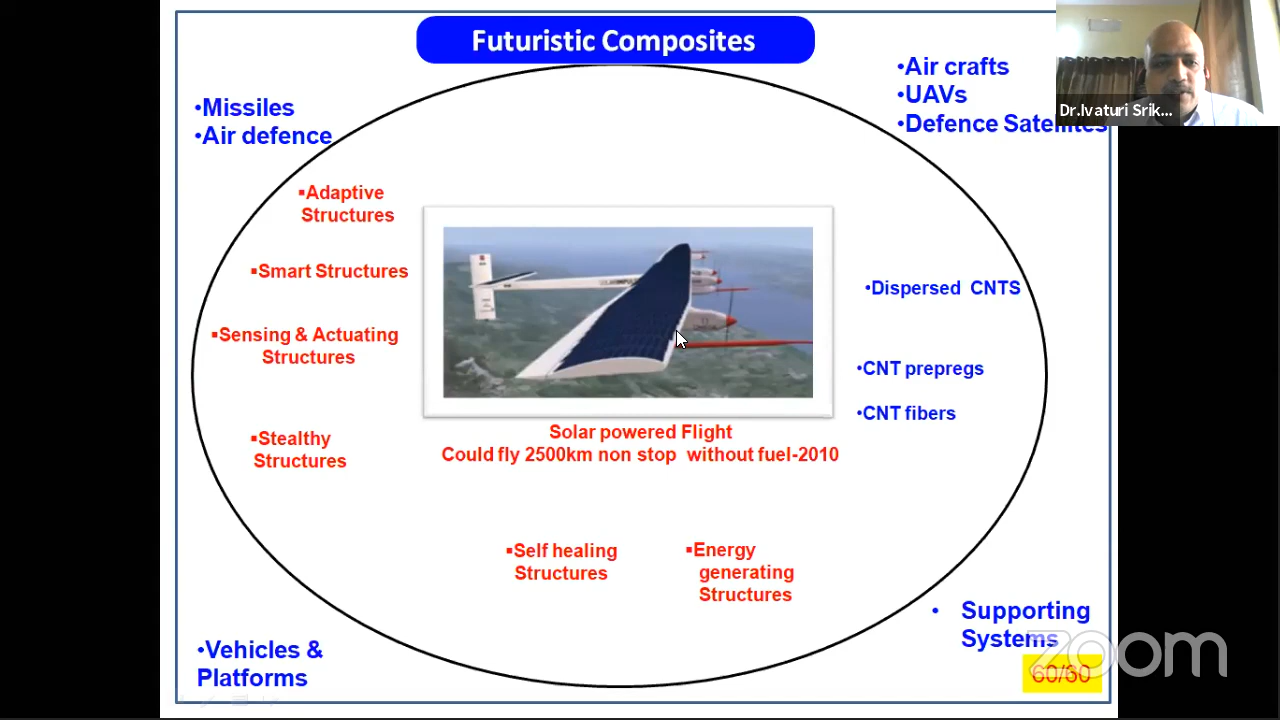 Futuristic Composites
•Missiles
•Air defence
•Air crafts
•UAVs
•Defence Satellites
Dr.Ivaturi Srik...
▪Adaptive
Structures
▪Smart Structures
▪Sensing & Actuating
Structures
▪Stealthy
Structures
•Dispersed CNTS
•CNT prepregs
•CNT fibers
Solar powered Flight
Could fly 2500km non stop without fuel-2010
▪Self healing
Structures
▪Energy
generating
Structures
•Vehicles &
Platforms
• Supporting
Systems
zoom
60/60